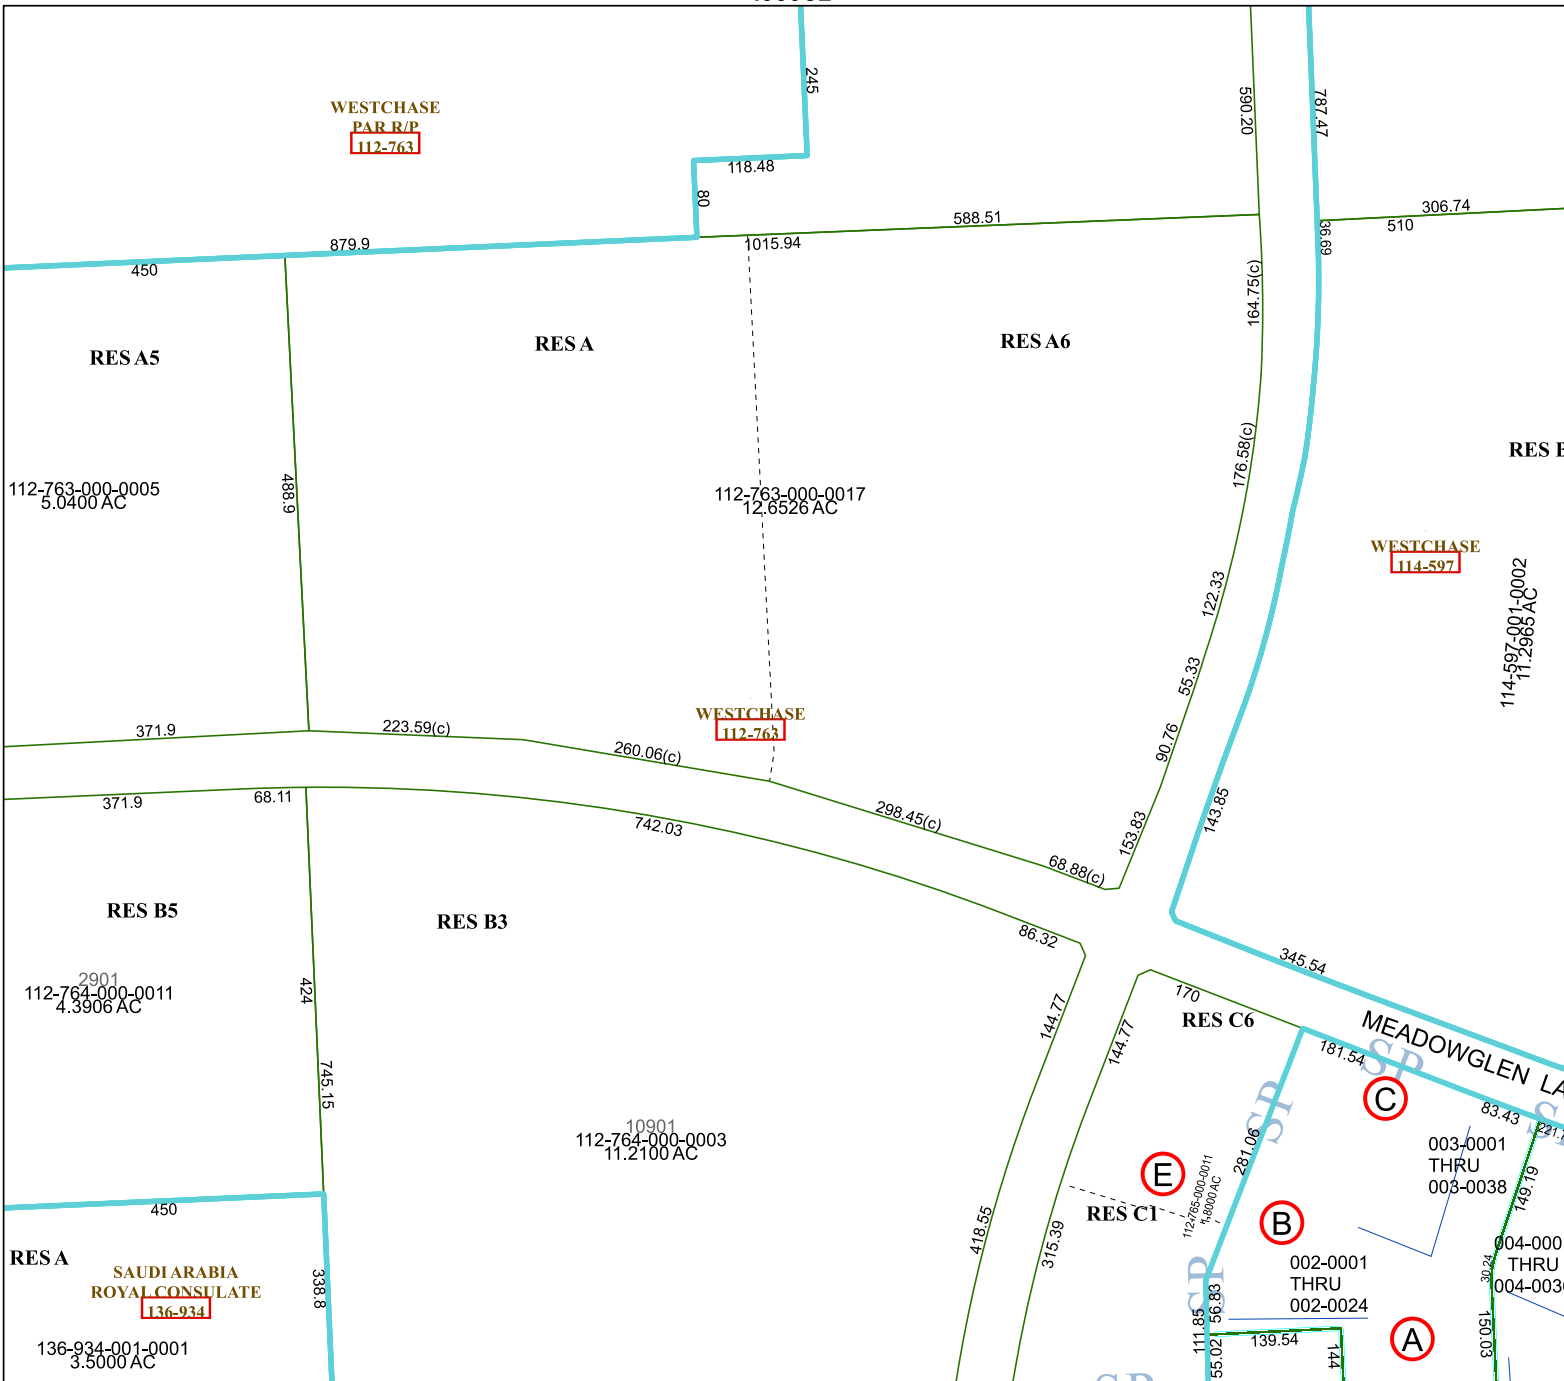 245
590.20
787.47
WESTCHASE
PAR R/P
112-763
118.48
80
306.74
510
588.51
36.69
879.9
1015.94
450
164.75(c)
RES A5
RES A
RES A6
176.58(c)
488.9
112-763-000-0005
5.0400 AC
112-763-000-0017
12.6526 AC
WESTCHASE
114-597
114-597-001-0002
11.2965 AC
122.33
55.33
WESTCHASE
112-763
371.9
223.59(c)
260.06(c)
90.76
371.9
68.11
742.03
298.45(c)
153.83
143.85
68.88(c)
RES B5
RES B3
86.32
345.54
2901
112-764-000-0011
4.3906 AC
424
170
RES C6
144.77
144.77
MEADOWGLEN LA
181.54
SP
C
745.15
SP
83.43
10901
112-764-000-0003
11.2100 AC
281.06
003-0001
THRU
003-0038
E
149.19
112-765-000-0011
RES C1
B
450
418.55
315.39
RES A
SAUDI ARABIA
ROYAL CONSULATE
136-934
338.8
SP
002-0001
THRU
002-0024
THRU
30.24
56.83
111.85
A
139.54
144
150.03
55.02
136-934-001-0001
3.5000 AC